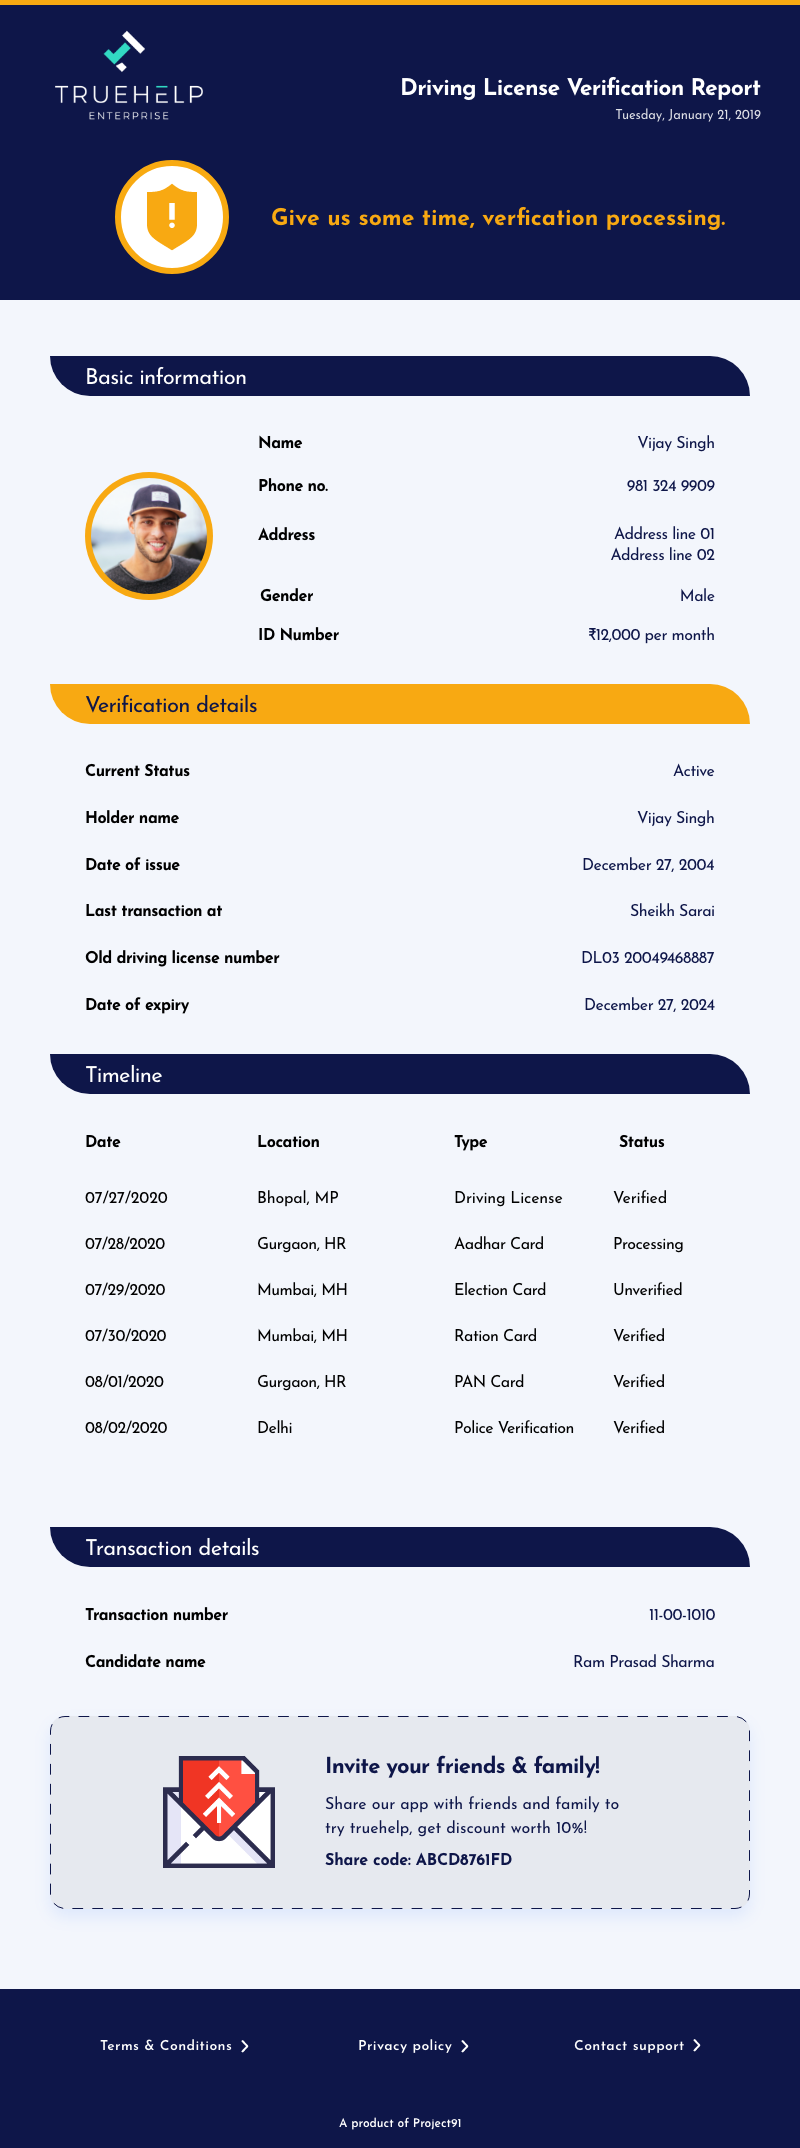 TRUEHELP
ENTERPRISE
Driving License Verification Report
Tuesday, January 21, 2019
Give us some time, verfication processing.
Basic information
Name Vijay Singh
Phone no. 981 324 9909
Address Address line 01
Address line 02
Gender Male
ID Number ₹12,000 per month
Verification details
Current Status Active
Holder name Vijay Singh
Date of issue December 27, 2004
Last transaction at Sheikh Sarai
Old driving license number DL03 20049468887
Date of expiry December 27, 2024
Timeline
Date Location Type Status
07/27/2020 Bhopal, MP Driving License Verified
07/28/2020 Gurgaon, HR Aadhar Card Processing
07/29/2020 Mumbai, MH Election Card Unverified
07/30/2020 Mumbai, MH Ration Card Verified
08/01/2020 Gurgaon, HR PAN Card Verified
08/02/2020 Delhi Police Verification Verified
Transaction details
Transaction number 11-00-1010
Candidate name Ram Prasad Sharma
Invite your friends & family!
Share our app with friends and family to
try truehelp, get discount worth 10%!
Share code: ABCD8761FD
Terms & Conditions Privacy policy Contact support
A product of Project91